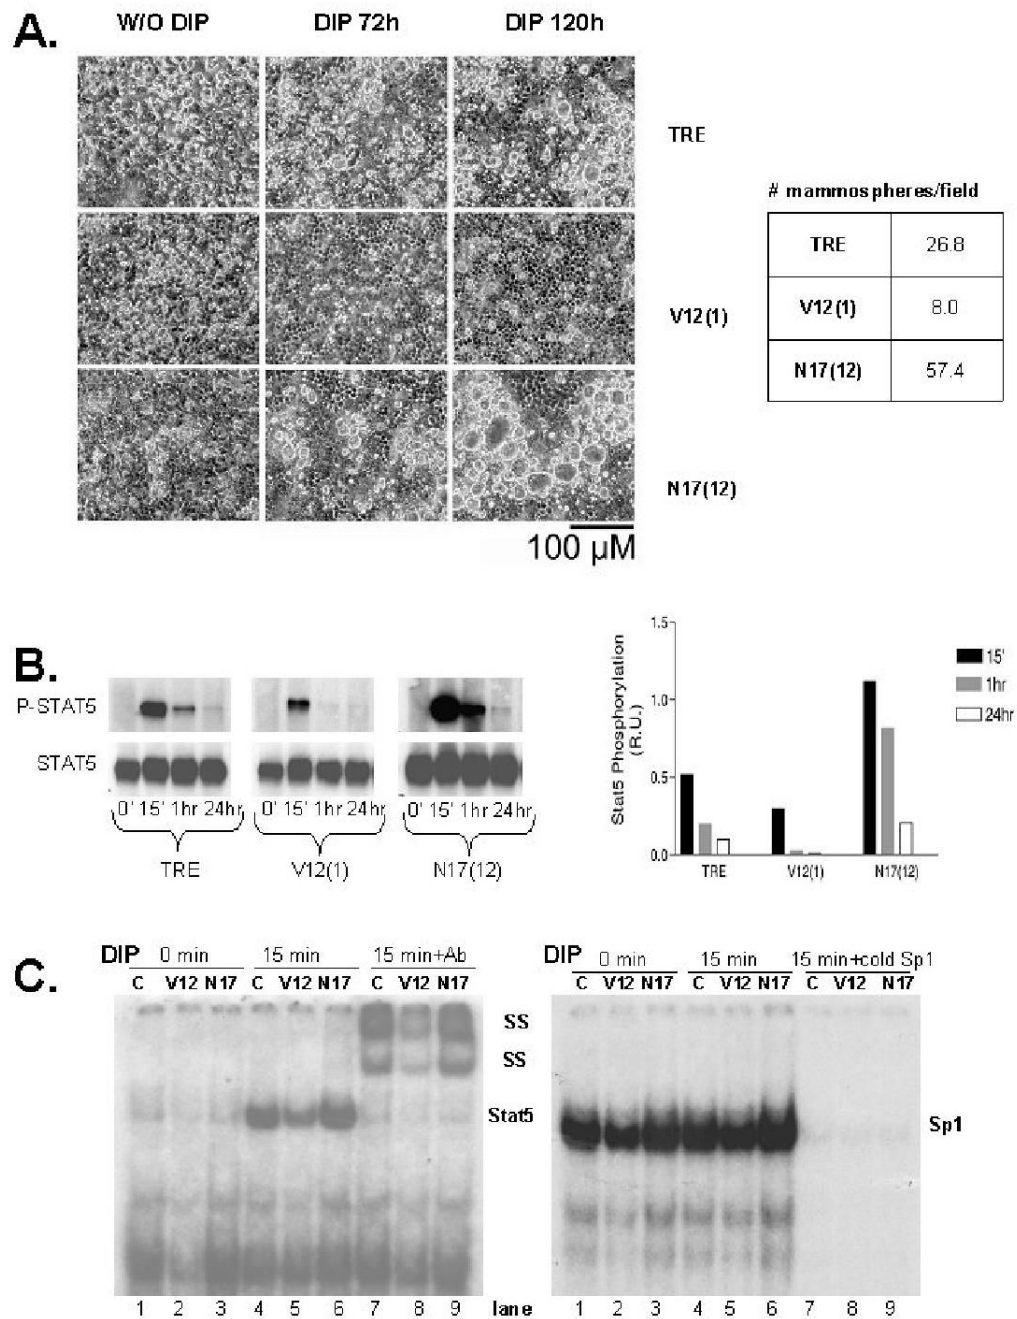 A.
W/O DIP DIP 72h DIP 120h
TRE
V12(1)
N17(12)
100 µM
# mammospheres/field
TRE 26.8
V12(1) 8.0
N17(12) 57.4
B.
P-STAT5
STAT5
0' 15' 1hr 24hr 0' 15' 1hr 24hr 0' 15' 1hr 24hr
TRE V12(1) N17(12)
Stat5 Phosphorylation
(R.U.)
1.5
1.0
0.5
0.0
TRE V12(1) N17(12)
15'
1hr
24hr
C.
DIP 0 min 15 min 15 min+Ab
C V12 N17 C V12 N17 C V12 N17
SS
SS
Stat5
1 2 3 4 5 6 7 8 9 lane
DIP 0 min 15 min 15 min+cold Sp1
C V12 N17 C V12 N17 C V12 N17
Sp1
1 2 3 4 5 6 7 8 9